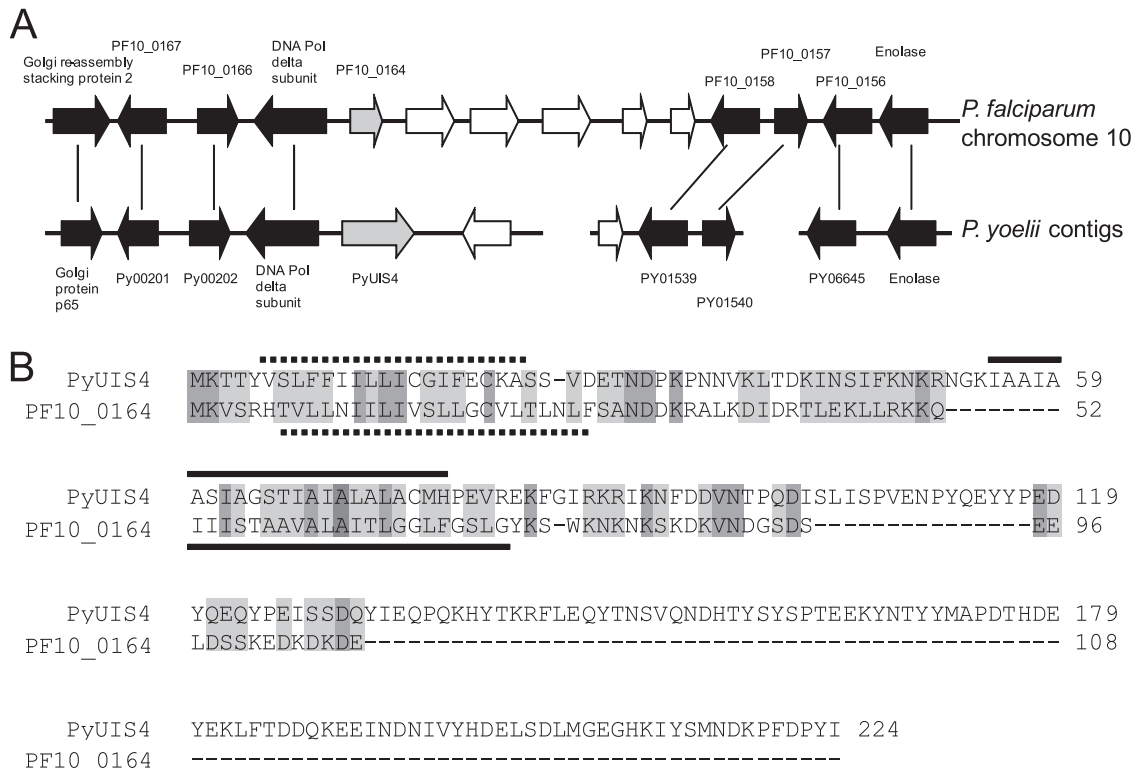 A
Golgi re-assembly
stacking protein 2
PF10_0167
PF10_0166
DNA Pol
delta
subunit
PF10_0164
PF10_0158
PF10_0157
PF10_0156
Enolase
P. falciparum
chromosome 10
P. yoelii contigs
Golgi
protein
p65
Py00201
Py00202
DNA Pol
delta
subunit
PyUIS4
PY01539
PY01540
PY06645
Enolase
B
PyUIS4 MKTTYVSLFFIILLICGIFECKASS-VDETNDPKPNNVKLTDKINSIFKNKRNGKIAAIA 59
PF10_0164 MKVSRHTVLLNIILIVSLLGCVLTLNLFSANDDKRALKDIDRTLEKLLRKKQ-------- 52
PyUIS4 ASIAGSTIAIALALACMHPEVREKFGIRKRIKNFDDVNTPQDISLISPVENPYQEYYPED 119
PF10_0164 IIISTAAVALAITLGGLFGSLGYKS-WKNKNKSKDKVNDGSDS---------------EE 96
PyUIS4 YQEQYPEISSDQYIEQPQKHYTKRFLEQYTNSVQNDHTYSYSPTEEKYNTYYMAPDTHDE 179
PF10_0164 LDSSKEDKDKDE------------------------------------------------ 108
PyUIS4 YEKLFTDDQKEEINDNIVYHDELSDLMGEGHKIYSMNDKPFDPYI 224
PF10_0164 ---------------------------------------------